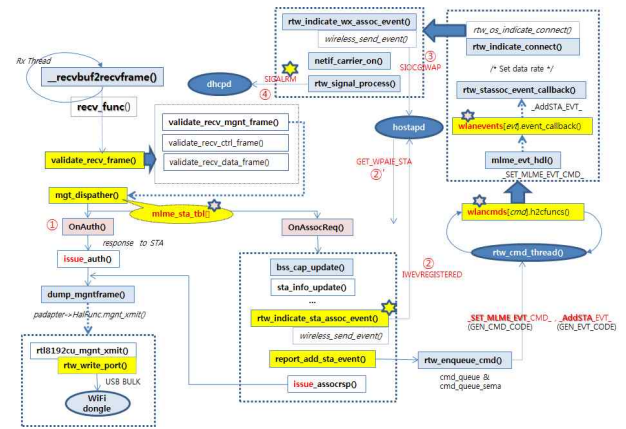 Rx Thread
__recvbuf2recvframe()
recv_func()
validate_recv_frame()
validate_recv_mgmt_frame()
validate_recv_ctrl_frame()
validate_recv_data_frame()
mgt_dispather()
mlme_sta_tbl[]
①
OnAuth()
response to STA
issue_auth()
dump_mgntframe()
padapter->HalFunc.mgnt_xmit()
rtl8192cu_mgnt_xmit()
rtw_write_port()
USB BULK
WiFi
dongle
OnAssocReq()
bss_cap_update()
sta_info_update()
...
rtw_indicate_sta_assoc_event()
wireless_send_event()
report_add_sta_event()
issue_assocrsp()
rtw_indicate_wx_assoc_event()
wireless_send_event()
netif_carrier_on()
rtw_signal_process()
dhcpd
SIGALRM
④
③
SIOCGIWAP
hostapd
GET_WPAIE_STA
②'
②
IWEVREGISTERED
rtw_os_indicate_connect()
rtw_indicate_connect()
/* Set data rate */
rtw_stassoc_event_callback()
_AddSTA_EVT_
wlanevents[evt].event_callback()
mlme_evt_hdl()
_SET_MLME_EVT_CMD_
wlancmds[cmd].h2cfuncs()
rtw_cmd_thread()
_SET_MLME_EVT_CMD_ , _AddSTA_EVT_
(GEN_CMD_CODE) (GEN_EVT_CODE)
rtw_enqueue_cmd()
cmd_queue &
cmd_queue_sema